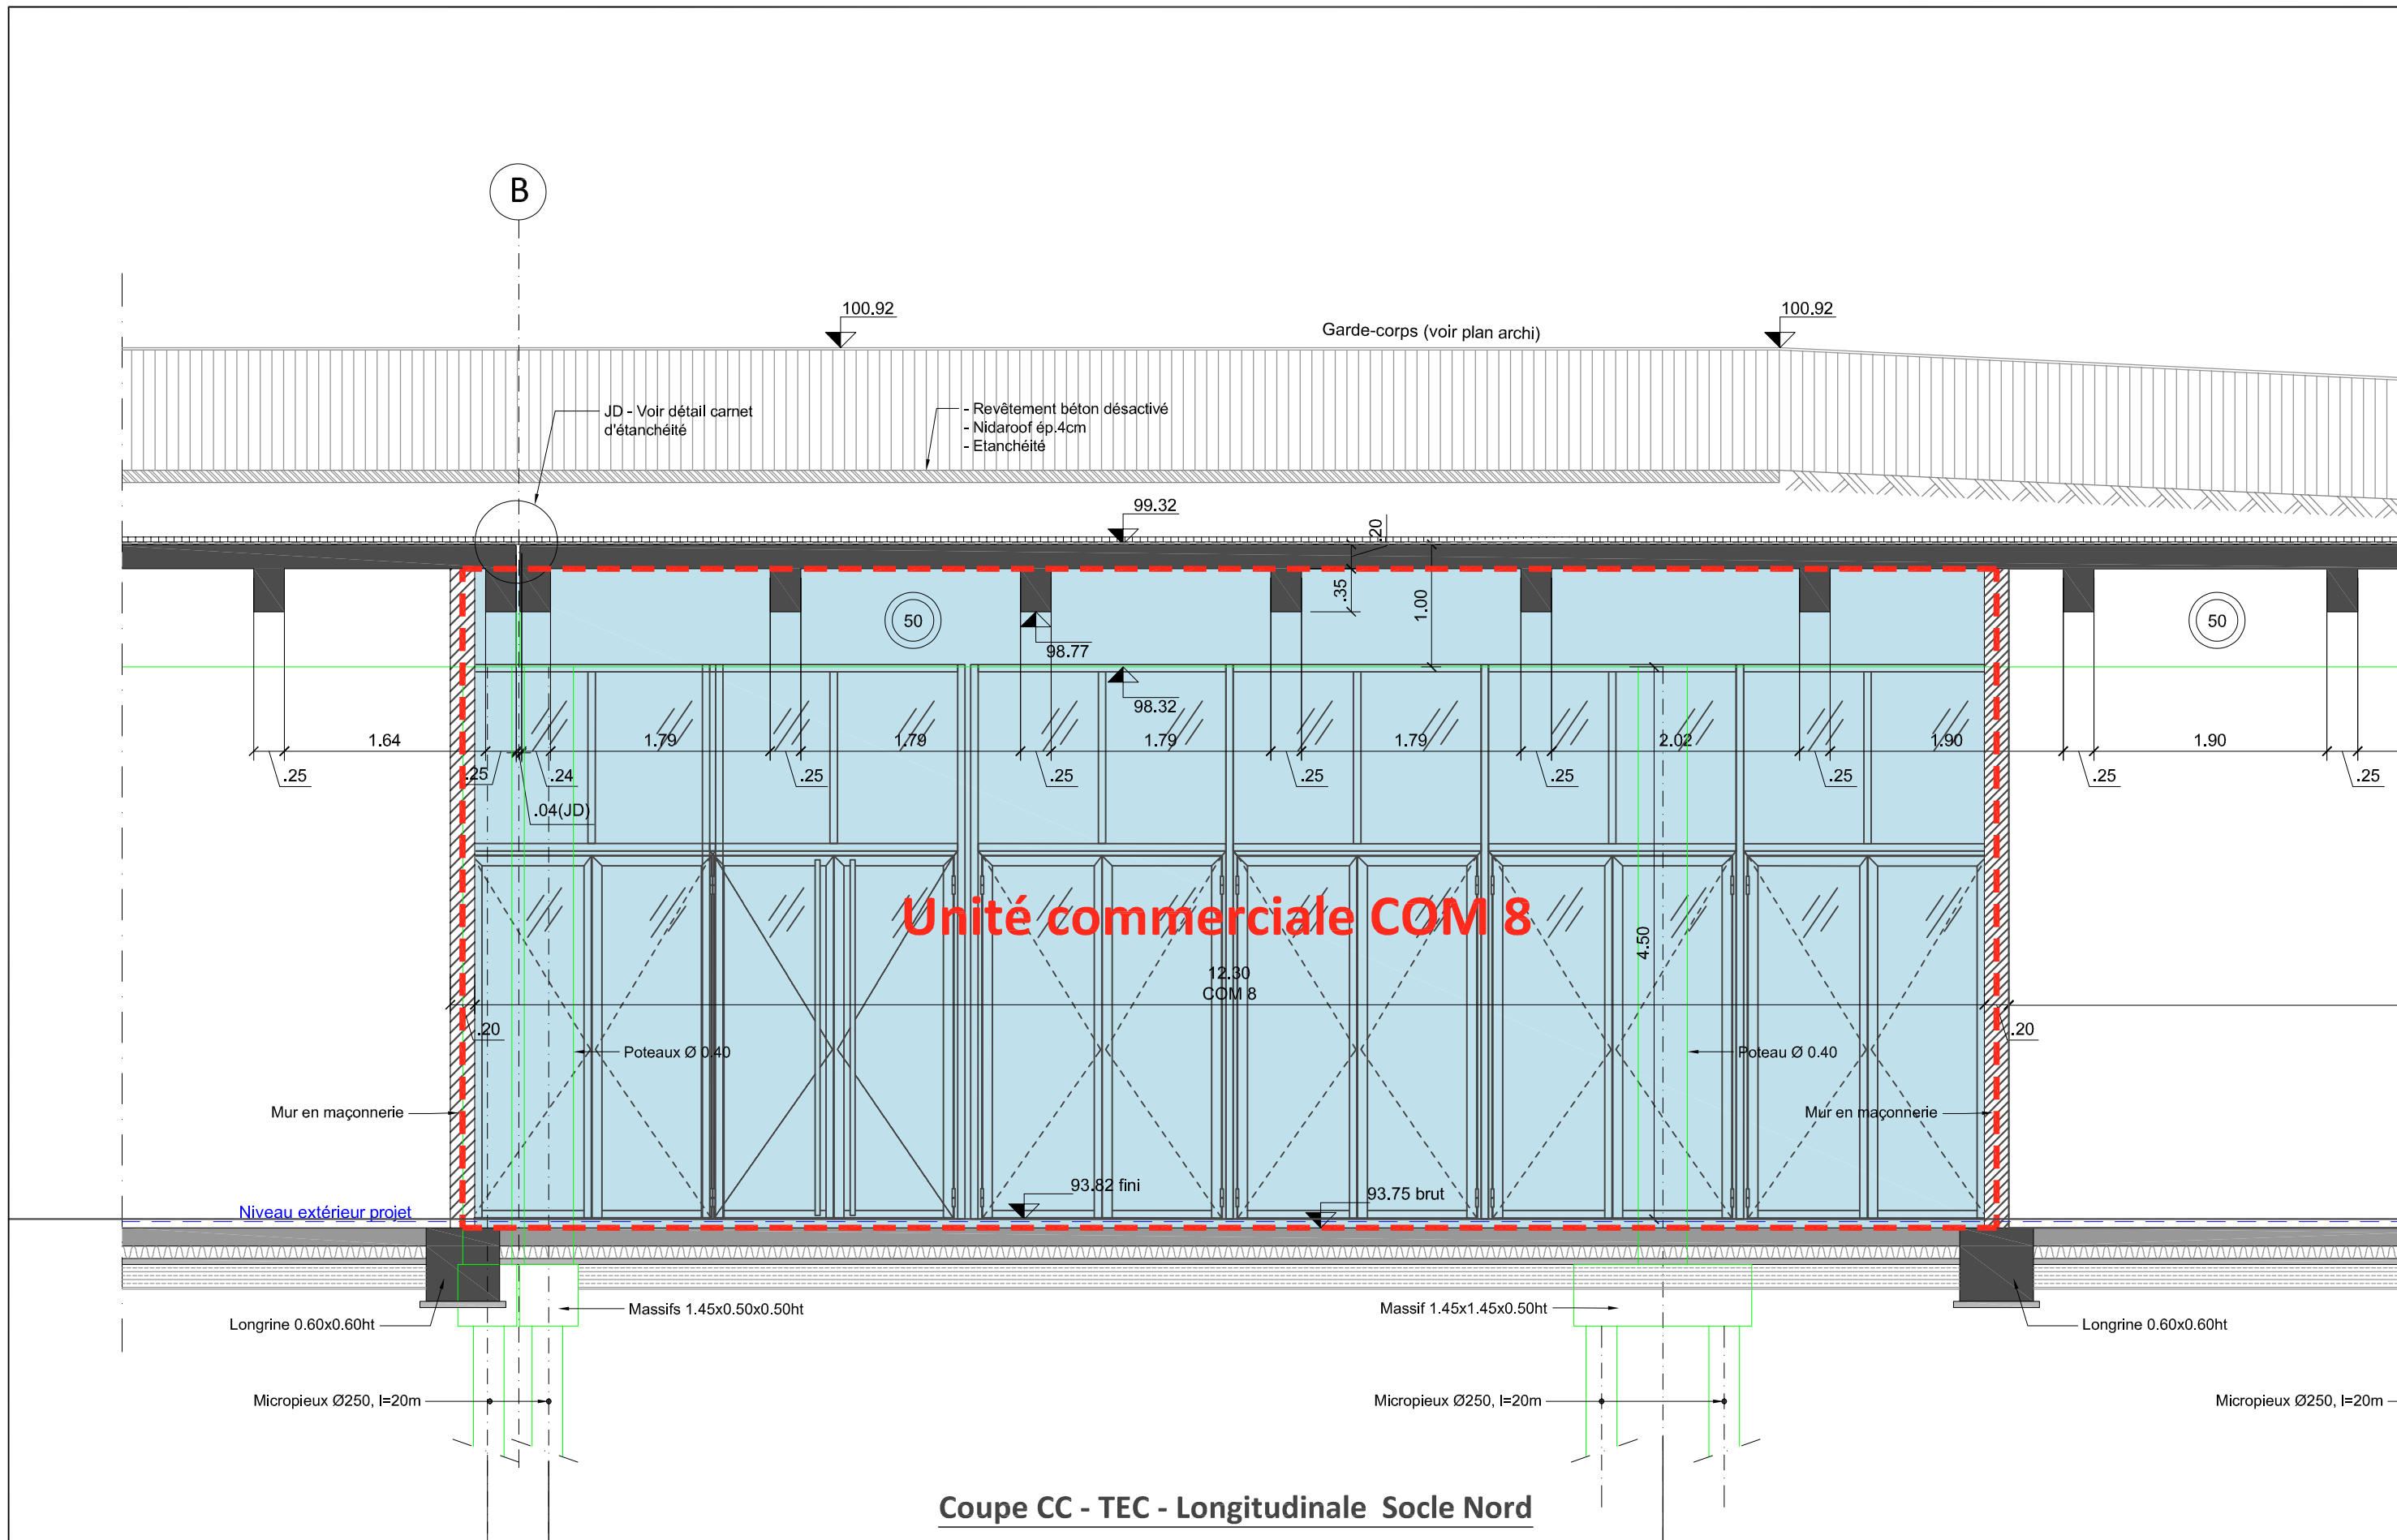 B
100.92
100.92
Garde-corps (voir plan archi)
JD - Voir détail carnet
d'étanchéité
- Revêtement béton désactivé
- Nidaroof ép.4cm
- Etanchéité
99.32
.20
.35
1.00
50
50
98.77
98.32
1.64
1.79
1.79
1.79
1.79
2.02
1.90
1.90
.25
.25
.24
.25
.25
.25
.25
.25
.25
.25
.04(JD)
Unité commerciale COM 8
4.50
12.30
COM 8
.20
.20
Poteaux Ø 0.40
Poteau Ø 0.40
Mur en maçonnerie
Mur en maçonnerie
93.82 fini
93.75 brut
Niveau extérieur projet
Massifs 1.45x0.50x0.50ht
Massif 1.45x1.45x0.50ht
Longrine 0.60x0.60ht
Longrine 0.60x0.60ht
Micropieux Ø250, l=20m
Micropieux Ø250, l=20m
Micropieux Ø250, l=20m
Coupe CC - TEC - Longitudinale Socle Nord